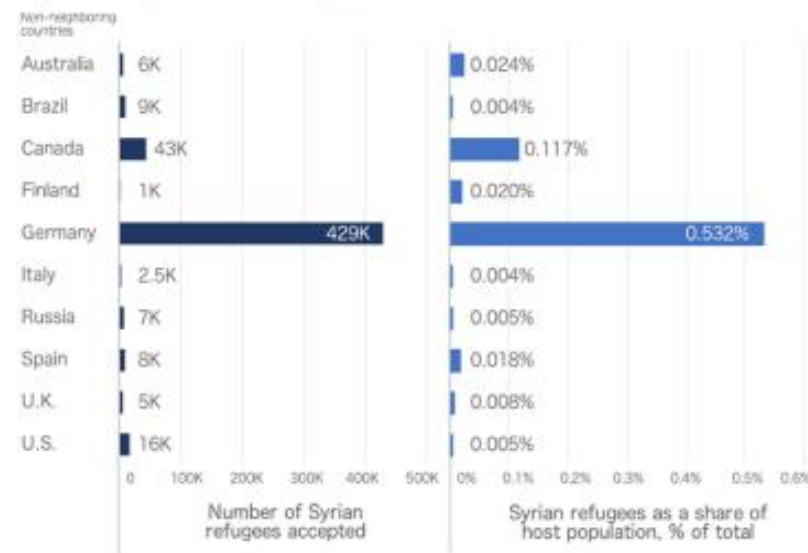 Non-neighboring
countries
Australia 6K 0.024%
Brazil 9K 0.004%
Canada 43K 0.117%
Finland 1K 0.020%
Germany 429K 0.532%
Italy 2.5K 0.004%
Russia 7K 0.005%
Spain 8K 0.018%
U.K. 5K 0.008%
U.S. 16K 0.005%
0 100K 200K 300K 400K 500K 0% 0.1% 0.2% 0.3% 0.4% 0.5% 0.6%
Number of Syrian
refugees accepted
Syrian refugees as a share of
host population, % of total